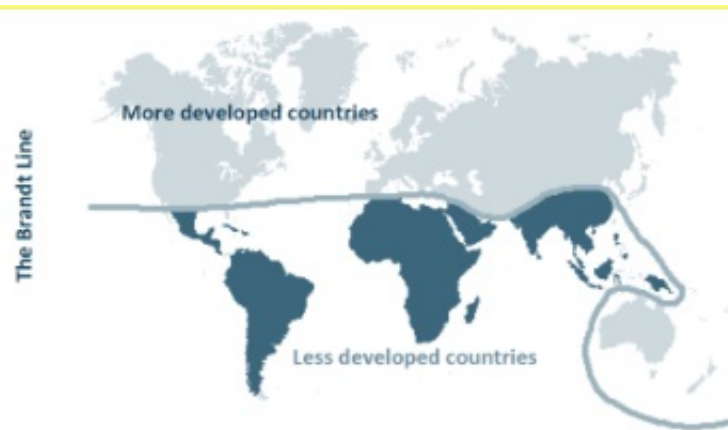 The Brandt Line
More developed countries
Less developed countries